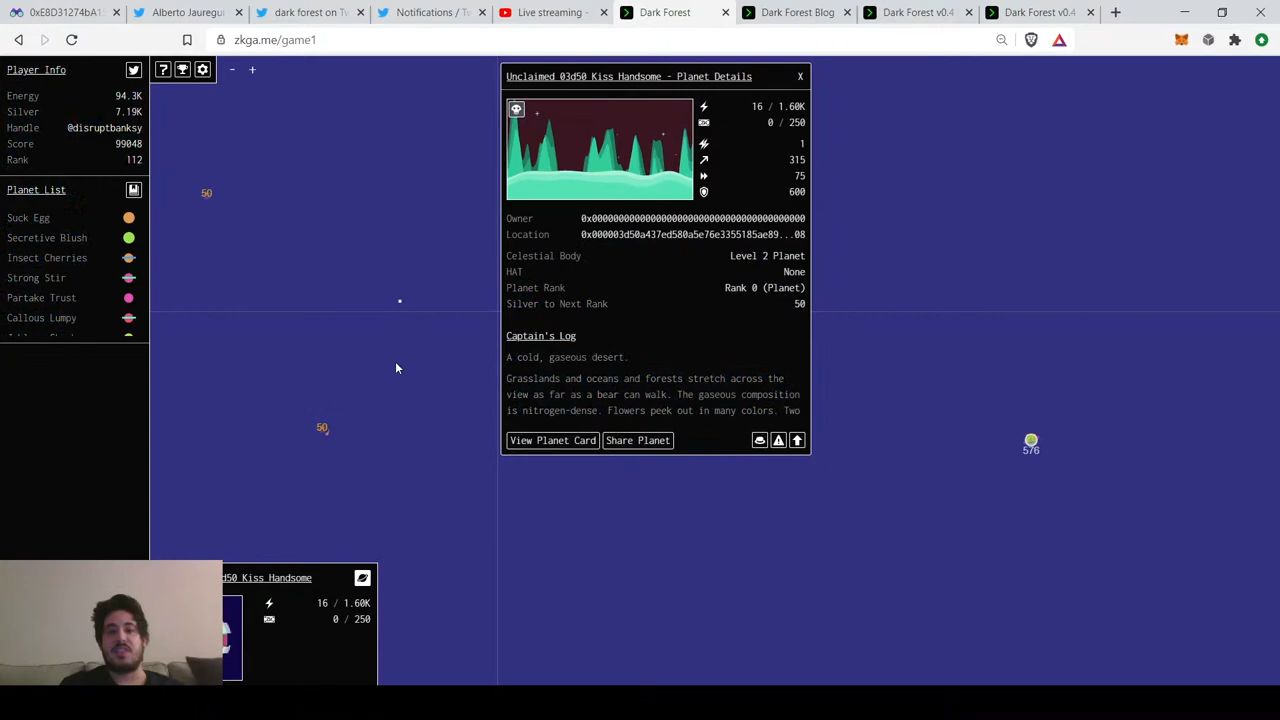 0xE8D31274bA15
Alberto Jauregu
dark forest on Tw
Notifications / Tw
Live streaming -
Dark Forest
Dark Forest Blog
Dark Forest v0.4
Dark Forest v0.4
zkga.me/game1
Player Info
Energy 94.3K
Silver 7.19K
Handle @disruptbanksy
Score 99048
Rank 112
Planet List
Suck Egg
Secretive Blush
Insect Cherries
Strong Stir
Partake Trust
Callous Lumpy
? - +
50
50
576
Unclaimed 03d50 Kiss Handsome - Planet Details X
16 / 1.60K
0 / 250
1
315
75
600
Owner 0x0000000000000000000000000000000000000000
Location 0x000003d50a437ed580a5e76e3355185ae89...08
Celestial Body Level 2 Planet
HAT None
Planet Rank Rank 0 (Planet)
Silver to Next Rank 50
Captain's Log
A cold, gaseous desert.
Grasslands and oceans and forests stretch across the
view as far as a bear can walk. The gaseous composition
is nitrogen-dense. Flowers peek out in many colors. Two
View Planet Card Share Planet
d50 Kiss Handsome
16 / 1.60K
0 / 250